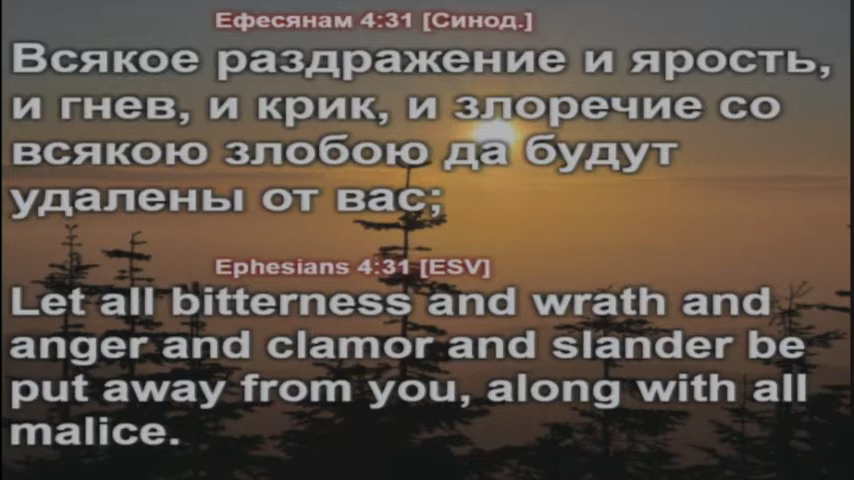 Ефесянам 4:31 [Синод.]
Всякое раздражение и ярость,
и гнев, и крик, и злоречие со
всякою злобою да будут
удалены от вас;
Ephesians 4:31 [ESV]
Let all bitterness and wrath and
anger and clamor and slander be
put away from you, along with all
malice.